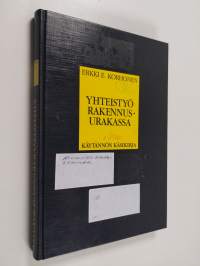 ERKKI E. KORHONEN
YHTEISTYÖ
RAKENNUS-
URAKASSA
KÄYTÄNNÖN KÄSIKIRJA